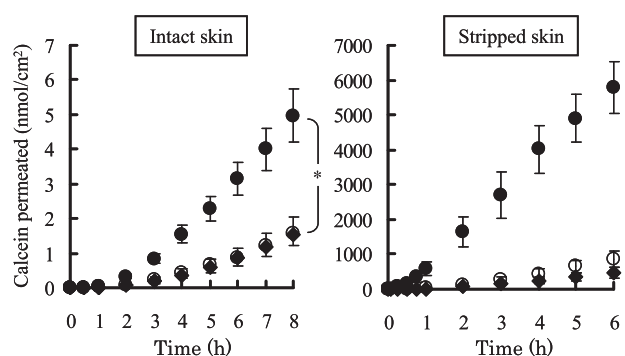 Intact skin
Stripped skin
Calcein permeated (nmol/cm²)
7
6
5
4
3
2
1
0
*
0 1 2 3 4 5 6 7 8
Time (h)
7000
6000
5000
4000
3000
2000
1000
0
0 1 2 3 4 5 6
Time (h)